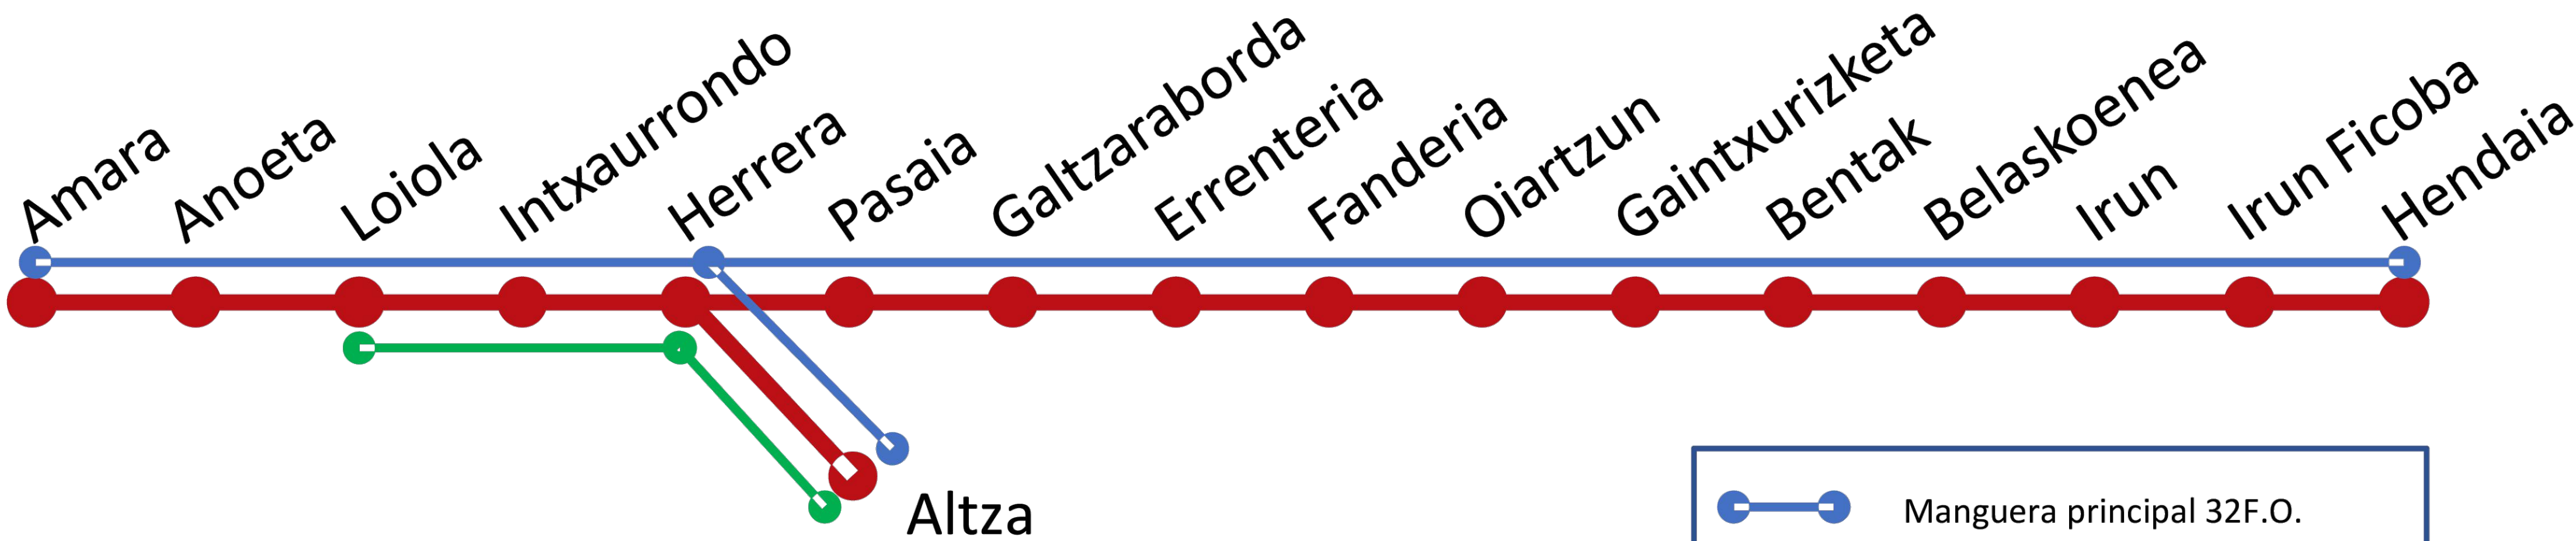 Amara
Anoeta
Loiola
Intxaurrondo
Herrera
Pasaia
Galtzaraborda
Errenteria
Fanderia
Oiartzun
Gaintxurizketa
Bentak
Belaskoenea
Irun
Irun Ficoba
Hendaia
Altza
Manguera principal 32F.O.